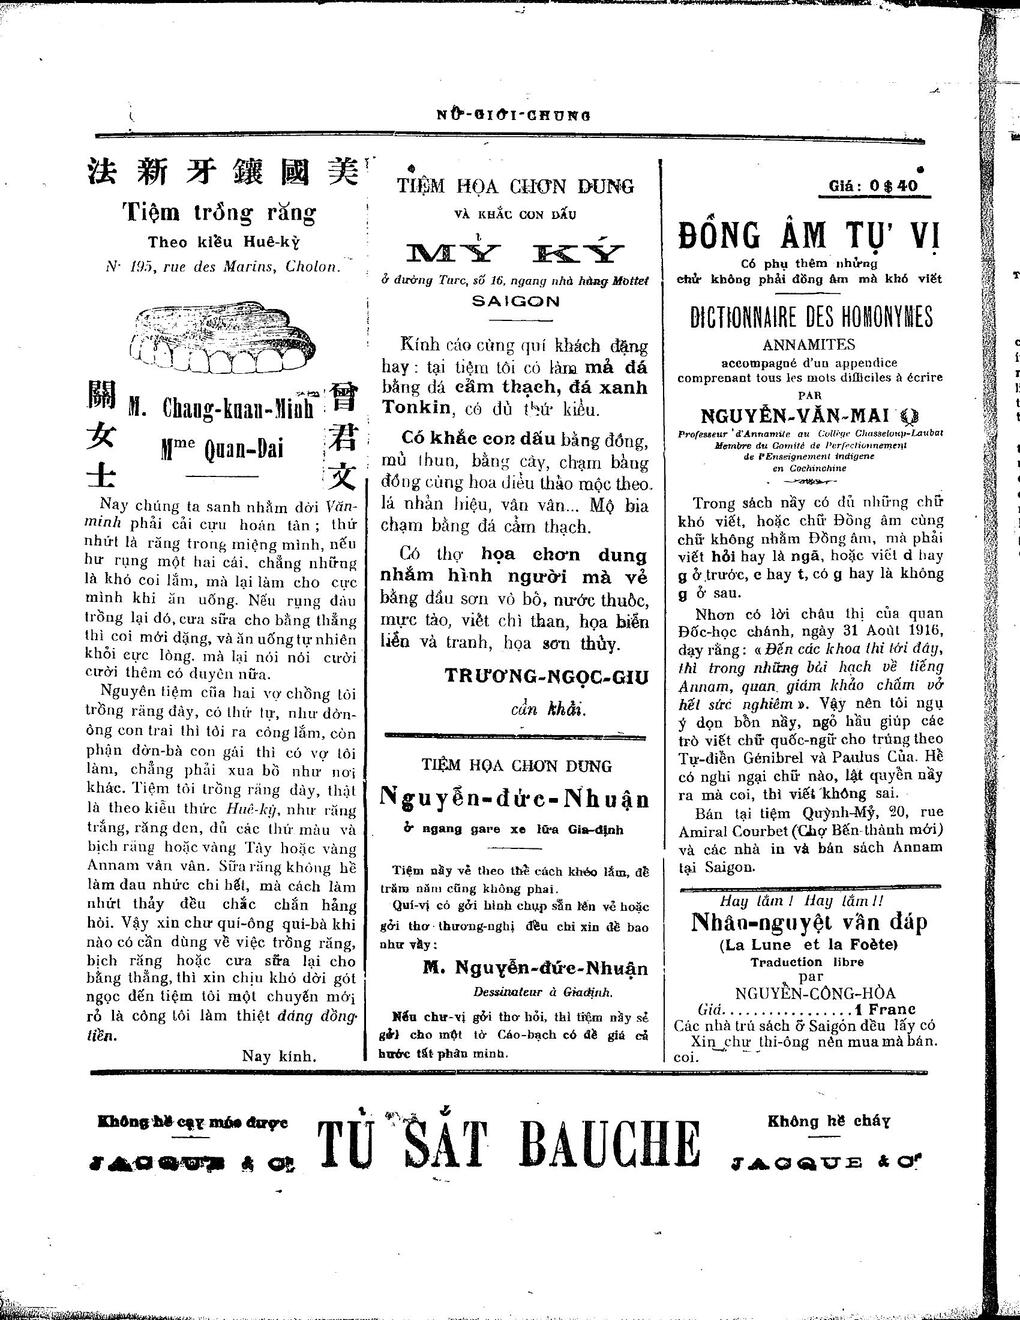 NỮ-GIỚI-CHUNG
法新牙鑲國美
Tiệm trồng răng
Theo kiểu Huê-kỳ
N· 195, rue des Marins, Cholon.
關女士
M. Chang-kuan-Minh
Mme Quan-Dai
曾君文
Nay chúng ta sanh nhằm đời Văn-
minh phải cải cựu hoán tân ; thứ
nhứt là răng trong miệng mình, nếu
hư rụng một hai cái, chẳng những
là khó coi lắm, mà lại làm cho cực
mình khi ăn uống. Nếu rụng đâu
trồng lại đó, cưa sữa cho bằng thẳng
thì coi mới dặng, và ăn uống tự nhiên
khỏi cực lòng. mà lại nói nói cười
cười thêm có duyên nữa.
Nguyên tiệm của hai vợ chồng tôi
trồng răng đây, có thứ tự, như đờn-
ông con trai thì tôi ra công lắm, còn
phận đờn-bà con gái thì có vợ tôi
làm, chẳng phải xua bồ như nơi
khác. Tiệm tôi trồng răng đây, thật
là theo kiểu thức Huê-kỳ, như răng
trắng, răng đen, đủ các thứ màu và
bịch răng hoặc vàng Tây hoặc vàng
Annam vân vân. Sữa răng không hề
làm đau nhức chi hết, mà cách làm
nhứt thảy đều chắc chắn hẳng
hòi. Vậy xin chư quí-ông quí-bà khi
nào có cần dùng về việc trồng răng,
bịch răng hoặc cưa sữa lại cho
bằng thẳng, thì xin chịu khó dời gót
ngọc đến tiệm tôi một chuyến mới
rỏ là công tôi làm thiệt đáng đồng
tiền.
Nay kính.
TIỆM HỌA CHƠN DUNG
VÀ KHẮC CON DẤU
MỸ KÝ
ở đường Turc, số 16, ngang nhà hàng Mottet
SAIGON
Kính cáo cùng quí khách đặng
hay : tại tiệm tôi có làm mả đá
bằng đá cẩm thạch, đá xanh
Tonkin, có đủ thứ kiểu.
Có khắc con dấu bằng đồng,
mủ thun, bằng cây, chạm bằng
đồng cùng hoa điểu thảo mộc theo
lá nhản hiệu, vân vân... Mộ bia
chạm bằng đá cẩm thạch.
Có thợ họa chơn dung
nhắm hình người mà vẻ
bằng dầu sơn vô bố, nước thuốc,
mực tào, viết chì than, họa biển
liễn và tranh, họa sơn thủy.
TRƯƠNG-NGỌC-GIU
cẩn khải.
TIỆM HỌA CHƠN DUNG
Nguyễn-đức-Nhuận
ở ngang gare xe lửa Gia-định
Tiệm nầy vẻ theo thể cách khéo lắm, để
trăm năm cũng không phai.
Quí-vị có gởi hình chụp sẵn lên vẻ hoặc
gởi thơ thương-nghị đều chỉ xin để bao
như vầy :
M. Nguyễn-đức-Nhuận
Dessinateur à Giadinh.
Nếu chư-vị gởi thơ hỏi, thì tiệm nầy sẻ
gởi cho một tờ Cáo-bạch có để giá cả
trước tất phân minh.
Giá: 0 $ 40
ĐỒNG ÂM TỰ VỊ
Có phụ thêm những
chử không phải đồng âm mà khó viết
DICTIONNAIRE DES HOMONYMES
ANNAMITES
accompagné d'un appendice
comprenant tous les mots difficiles à écrire
PAR
NGUYỄN-VĂN-MAI
Professeur d'Annamite au Collège Chasseloup-Laubat
Membre du Comité de Perfectionnement
de l'Enseignement indigène
en Cochinchine
Trong sách nầy có đủ những chữ
khó viết, hoặc chữ Đồng âm cùng
chữ không nhằm Đồng âm, mà phải
viết hỏi hay là ngã, hoặc viết d hay
g ở trước, c hay t, có g hay là không
g ở sau.
Nhơn có lời châu thị của quan
Đốc-học chánh, ngày 31 Août 1916,
dạy rằng : « Đến các khoa thi tới đây,
thì trong những bài hạch về tiếng
Annam, quan giám khảo chấm vở
hết sức nghiêm ». Vậy nên tôi ngụ
ý dọn bổn nầy, ngỏ hầu giúp các
trò viết chữ quốc-ngữ cho trúng theo
Tự-điển Génibrel và Paulus Của. Hễ
có nghi ngại chữ nào, lật quyển nầy
ra mà coi, thì viết không sai.
Bán tại tiệm Quỳnh-Mỹ, 20, rue
Amiral Courbet (Chợ Bến-thành mới)
và các nhà in và bán sách Annam
tại Saigon.
Hay lắm ! Hay lắm !!
Nhân-nguyệt vấn đáp
(La Lune et la Foète)
Traduction libre
par
NGUYỄN-CÔNG-HÒA
Giá................1 Franc
Các nhà trử sách ở Saigón đều lấy có
Xin chư thi-ông nên mua mà bán.
coi.
Không hề cạy móc được
JACQUE & Cie
TỦ SẮT BAUCHE
Không hề cháy
JACQUE & Cie